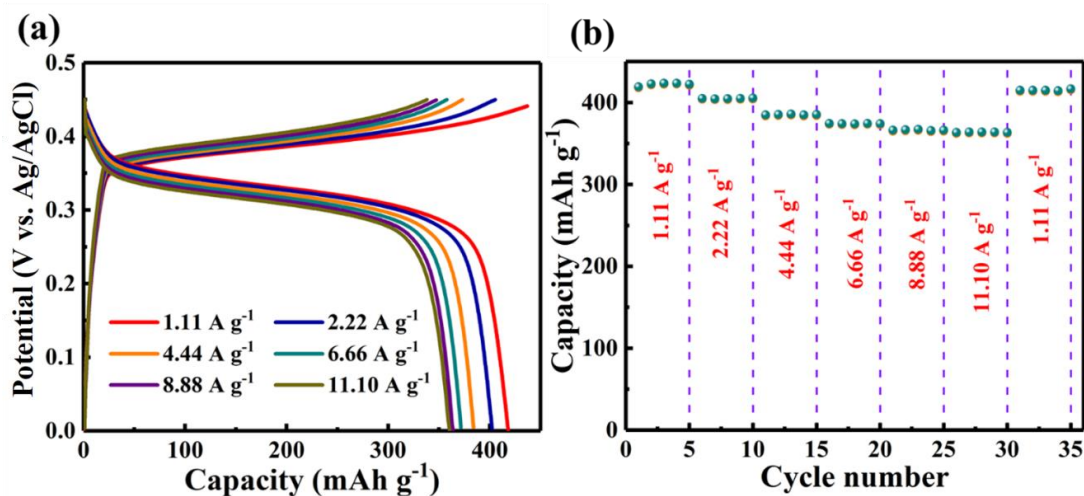 (a)
0.5
0.4
0.3
0.2
0.1
0.0
Potential (V vs. Ag/AgCl)
1.11 A g⁻¹ 2.22 A g⁻¹
4.44 A g⁻¹ 6.66 A g⁻¹
8.88 A g⁻¹ 11.10 A g⁻¹
0 100 200 300 400
Capacity (mAh g⁻¹)
(b)
400
300
200
100
0
Capacity (mAh g⁻¹)
1.11 A g⁻¹
2.22 A g⁻¹
4.44 A g⁻¹
6.66 A g⁻¹
8.88 A g⁻¹
11.10 A g⁻¹
1.11 A g⁻¹
0 5 10 15 20 25 30 35
Cycle number